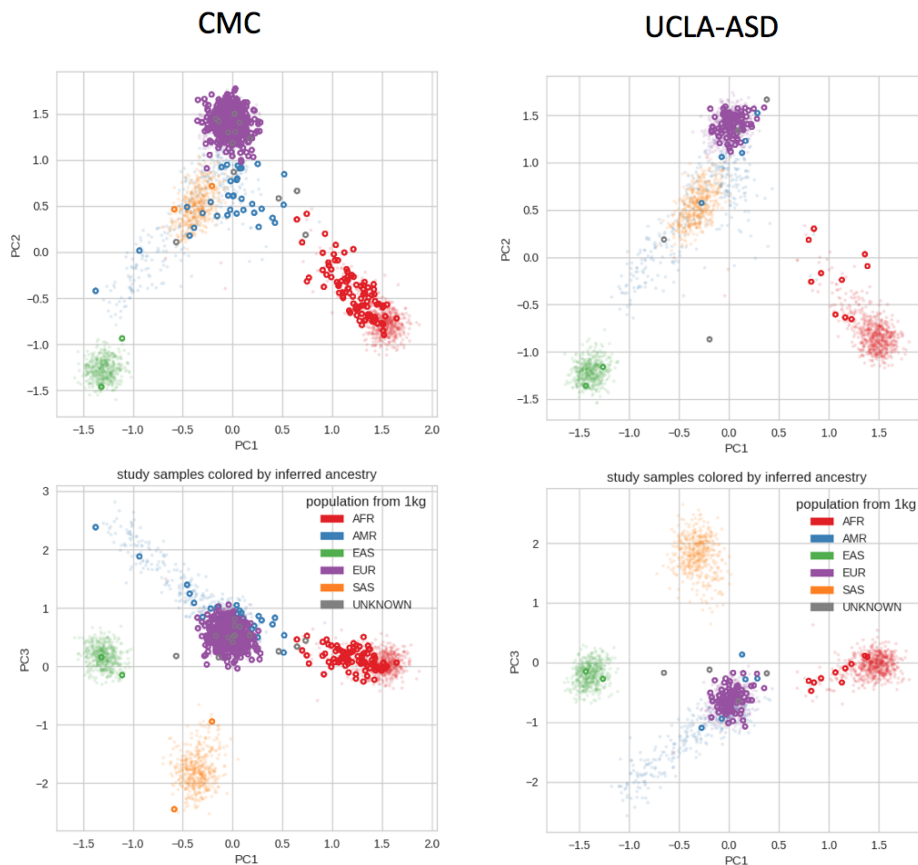 CMC
UCLA-ASD
1.5
1.0
0.5
0.0
−0.5
−1.0
−1.5
PC2
−1.5
−1.0
−0.5
0.0
0.5
1.0
1.5
2.0
PC1
1.5
1.0
0.5
0.0
−0.5
−1.0
−1.5
PC2
−1.5
−1.0
−0.5
0.0
0.5
1.0
1.5
PC1
study samples colored by inferred ancestry
population from 1kg
AFR
AMR
EAS
EUR
SAS
UNKNOWN
3
2
1
0
−1
−2
PC3
−1.5
−1.0
−0.5
0.0
0.5
1.0
1.5
2.0
PC1
study samples colored by inferred ancestry
population from 1kg
AFR
AMR
EAS
EUR
SAS
UNKNOWN
2
1
0
−1
−2
PC3
−1.5
−1.0
−0.5
0.0
0.5
1.0
1.5
PC1